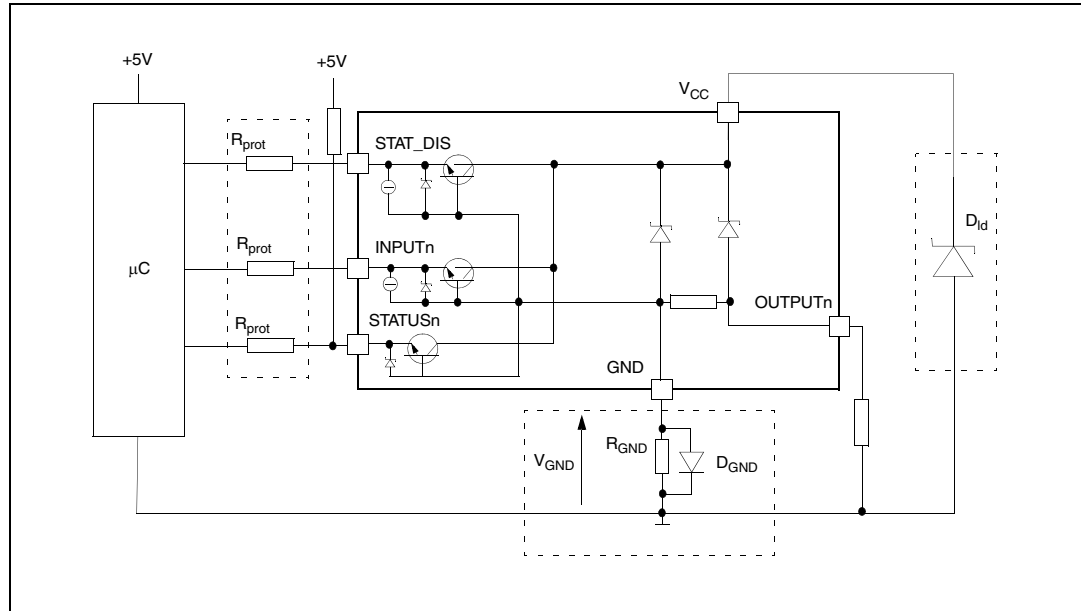 +5V
+5V
V_CC
R_prot
STAT_DIS
D_ld
R_prot
INPUTn
μC
OUTPUTn
R_prot
STATUSn
GND
R_GND
V_GND
D_GND